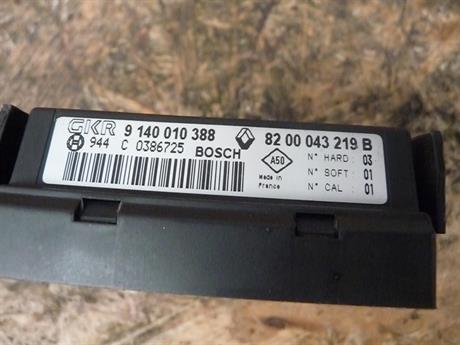 GKR 9 140 010 388 82 00 043 219 B
944 C 0386725 BOSCH A50 N° HARD : 03
Made in France N° SOFT : 01
N° CAL : 01